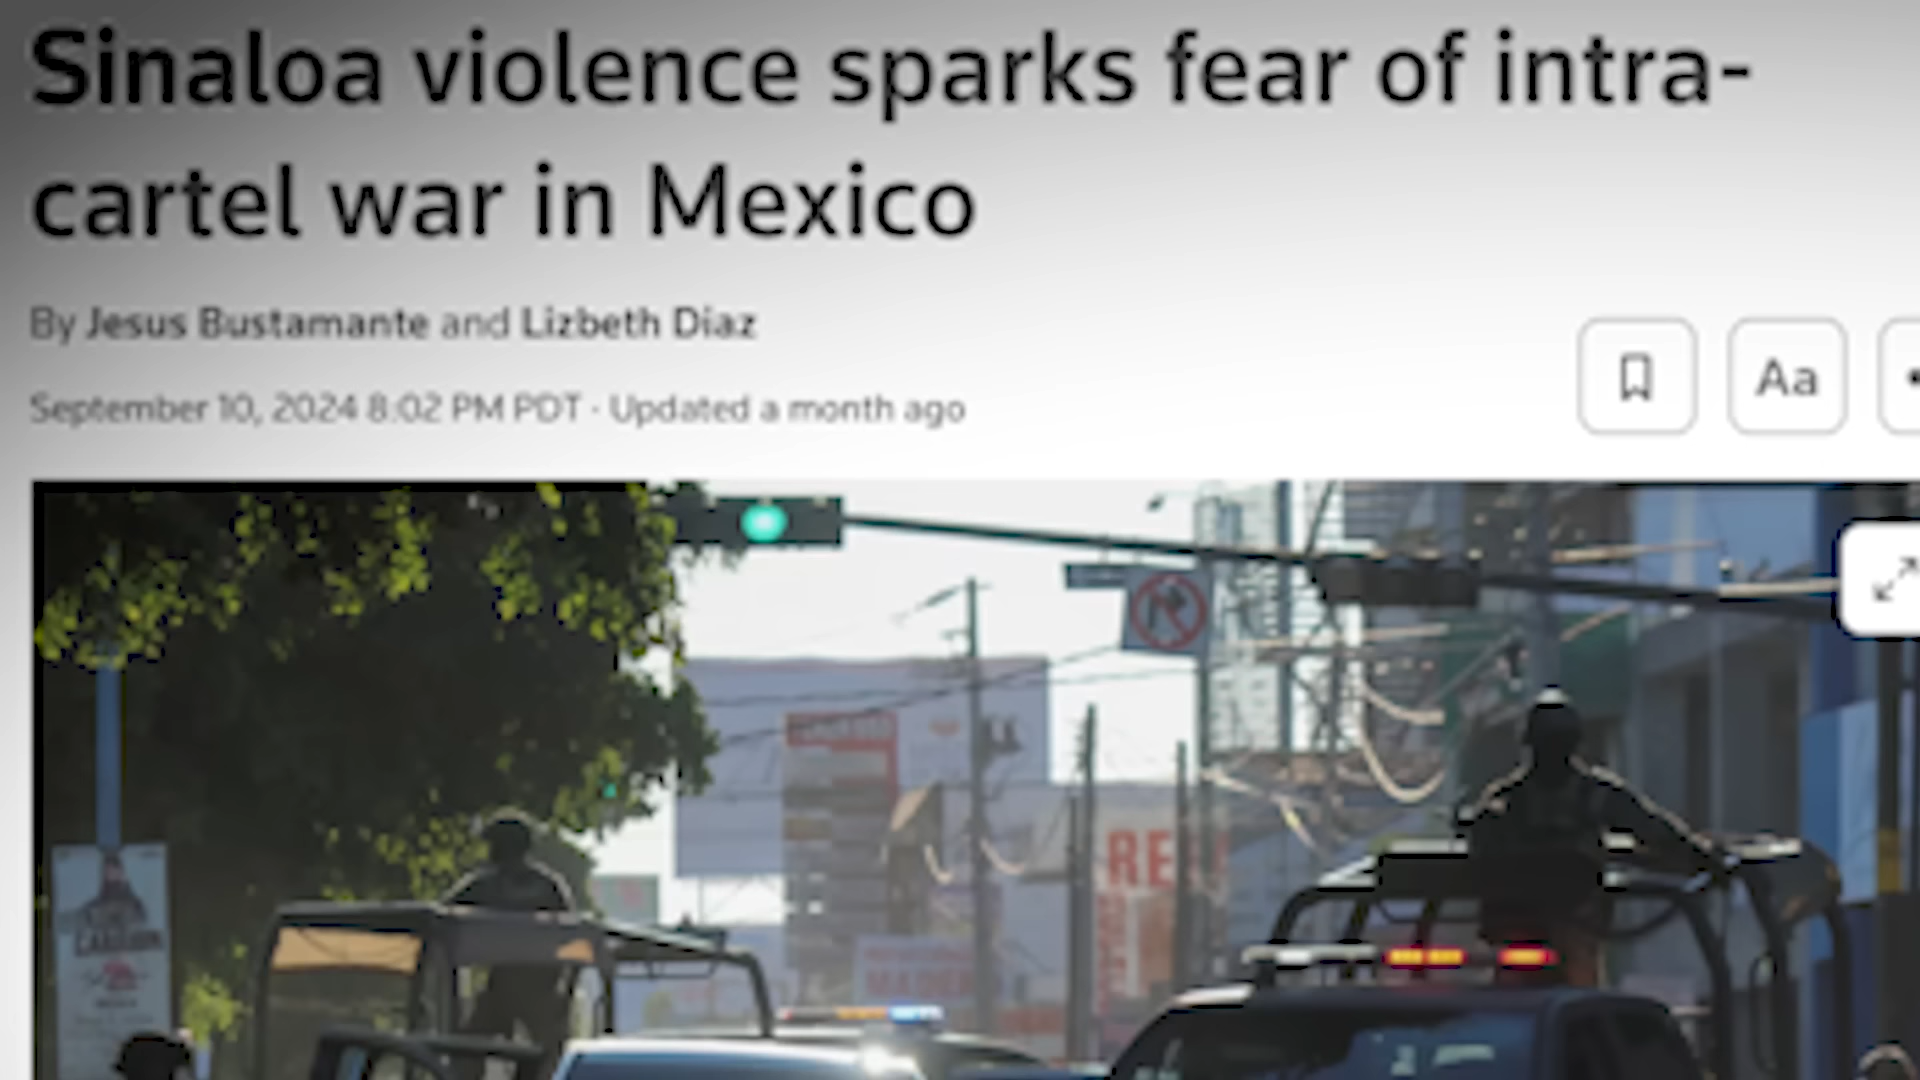 Sinaloa violence sparks fear of intra-
cartel war in Mexico
By Jesus Bustamante and Lizbeth Diaz
September 10, 2024 8:02 PM PDT · Updated a month ago
Aa
RE